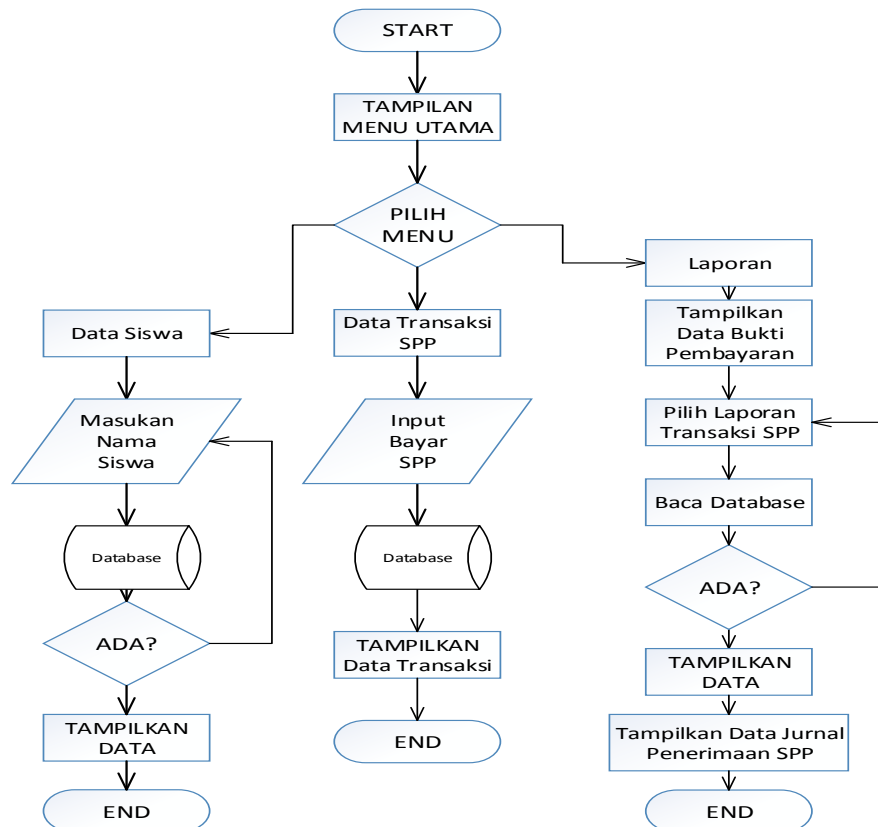 START
TAMPILAN
MENU UTAMA
PILIH
MENU
Data Siswa
Masukan
Nama
Siswa
Database
ADA?
TAMPILKAN
DATA
END
Data Transaksi
SPP
Input
Bayar
SPP
Database
TAMPILKAN
Data Transaksi
END
Laporan
Tampilkan
Data Bukti
Pembayaran
Pilih Laporan
Transaksi SPP
Baca Database
ADA?
TAMPILKAN
DATA
Tampilkan Data Jurnal
Penerimaan SPP
END